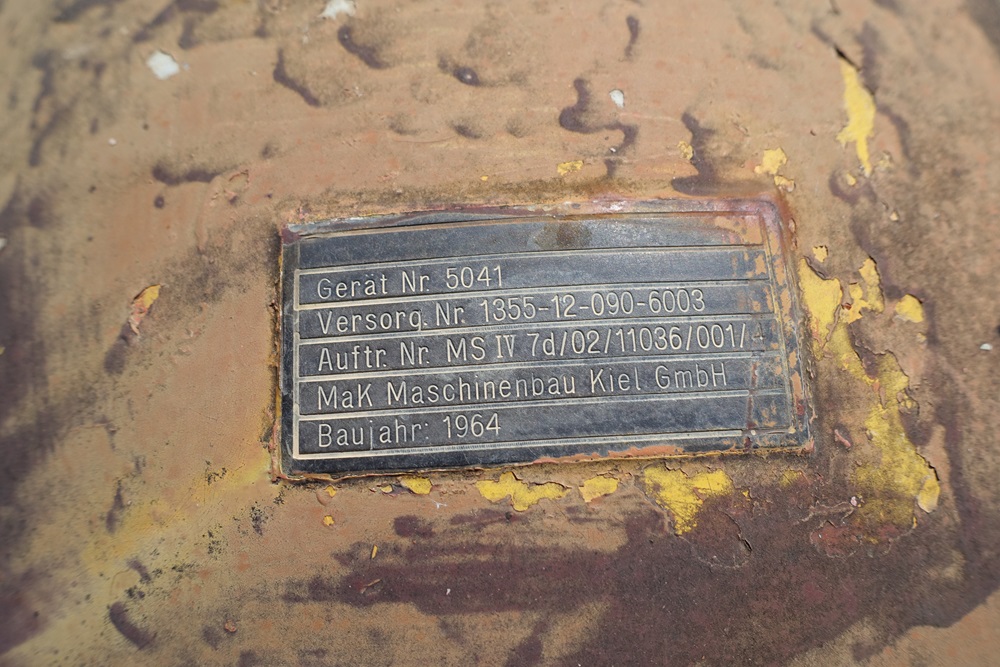 Gerät Nr. 5041
Versorg. Nr. 1355-12-090-6003
Auftr. Nr. MS IV 7d/02/11036/001/4
MaK Maschinenbau Kiel GmbH
Baujahr: 1964